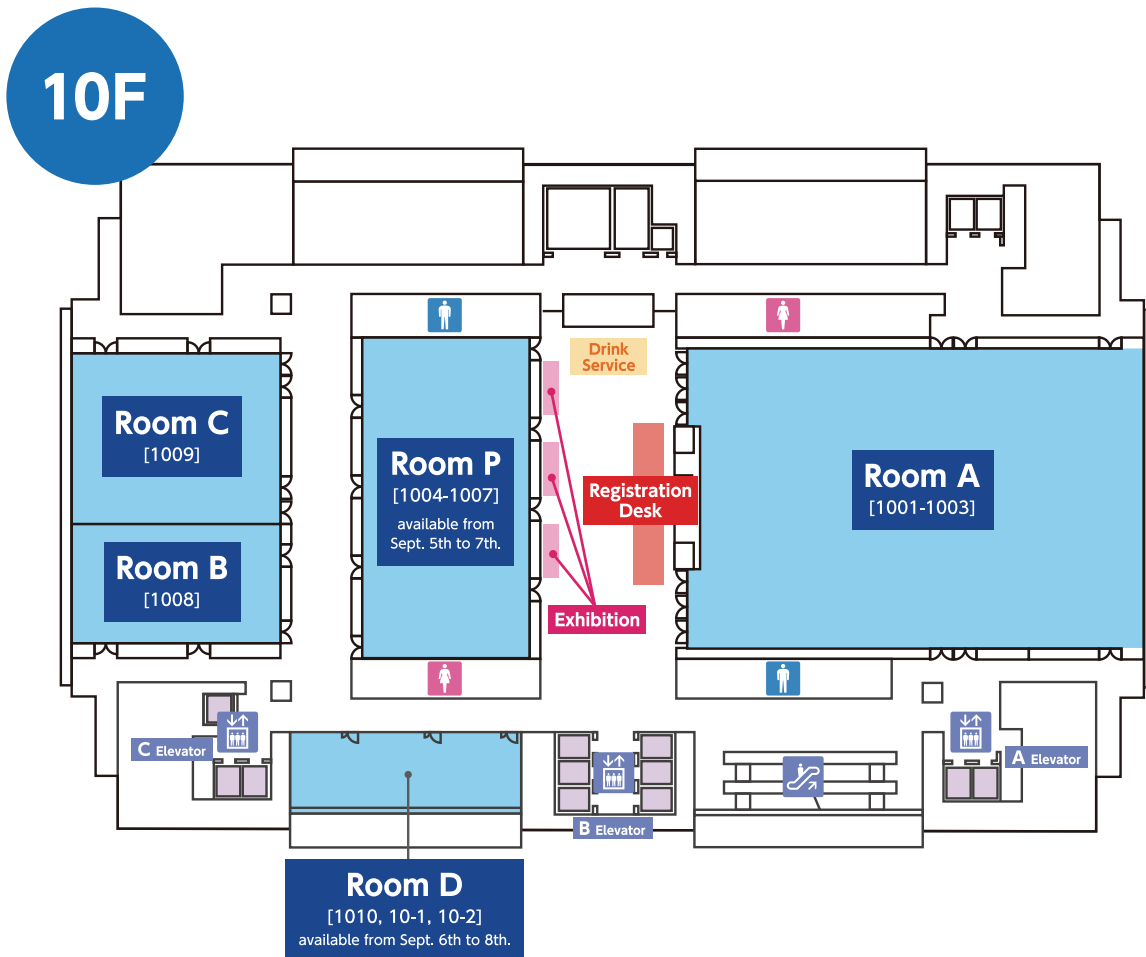 10F
Drink
Service
Room C
[1009]
Room P
[1004-1007]
available from
Sept. 5th to 7th.
Registration
Desk
Room A
[1001-1003]
Room B
[1008]
Exhibition
C Elevator
A Elevator
B Elevator
Room D
[1010, 10-1, 10-2]
available from Sept. 6th to 8th.